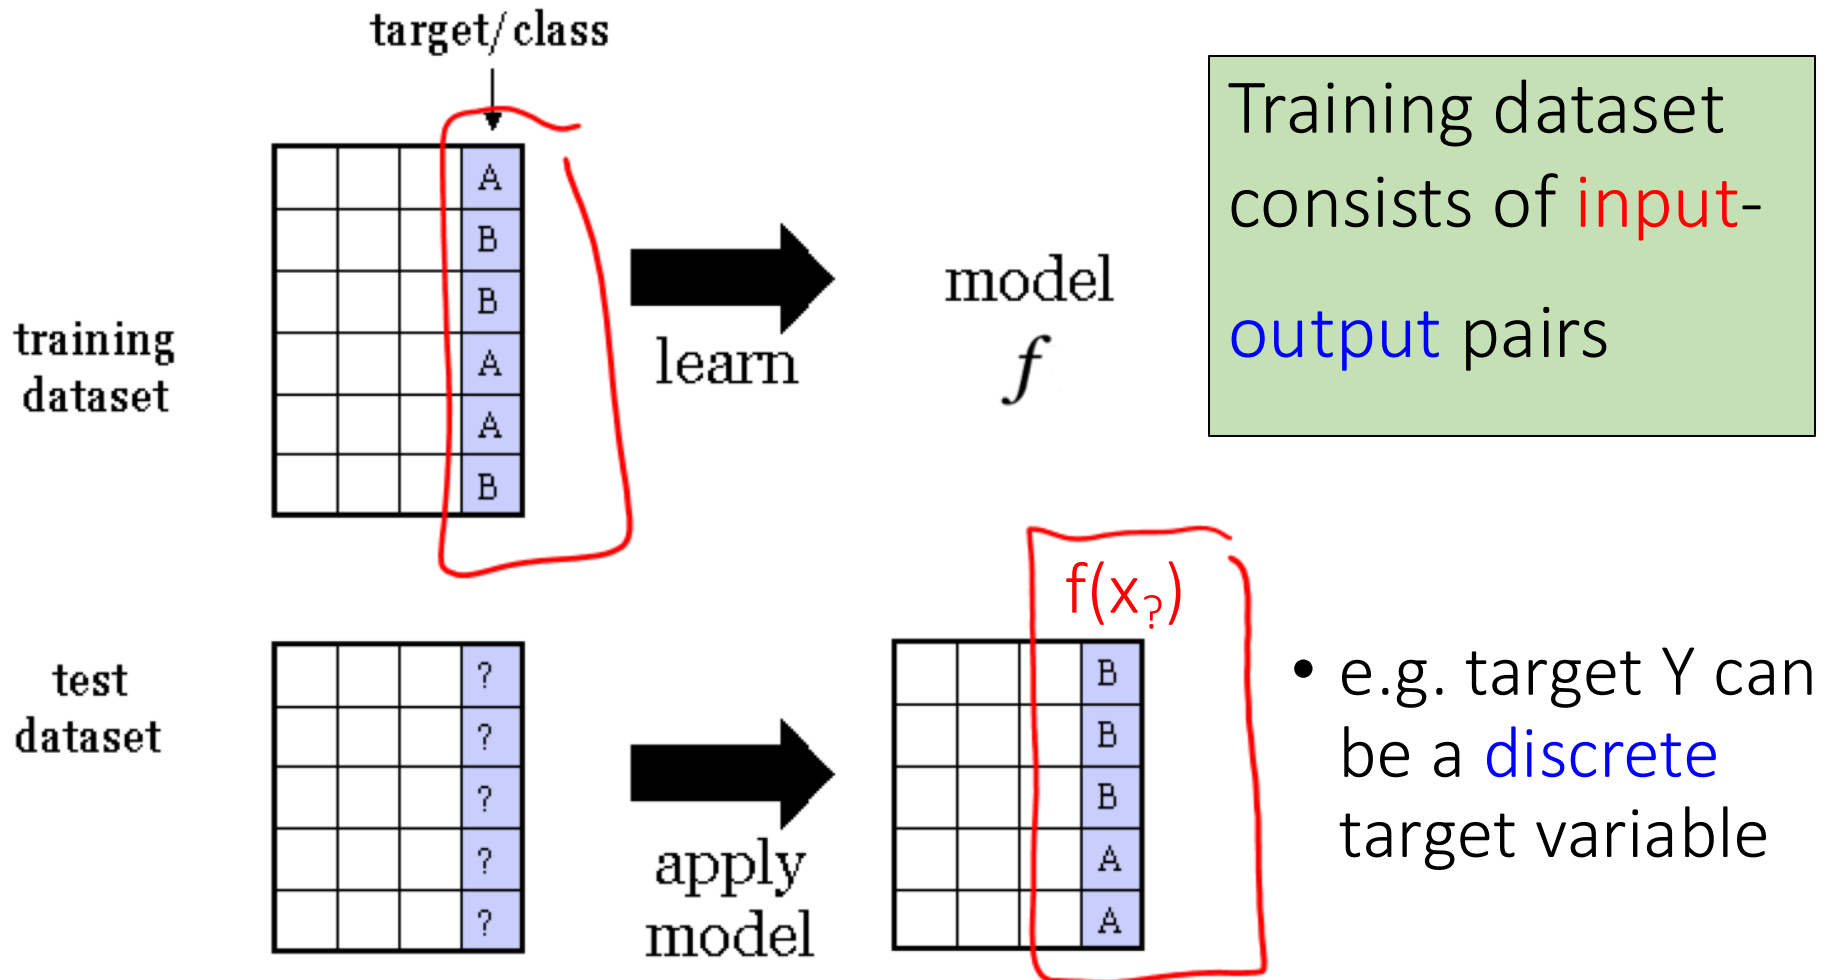 target/class
A
B
B
A
A
B
training
dataset
learn
model
f
Training dataset
consists of input-
output pairs
test
dataset
?
?
?
?
?
apply
model
f(x?)
B
B
B
A
A
• e.g. target Y can
be a discrete
target variable